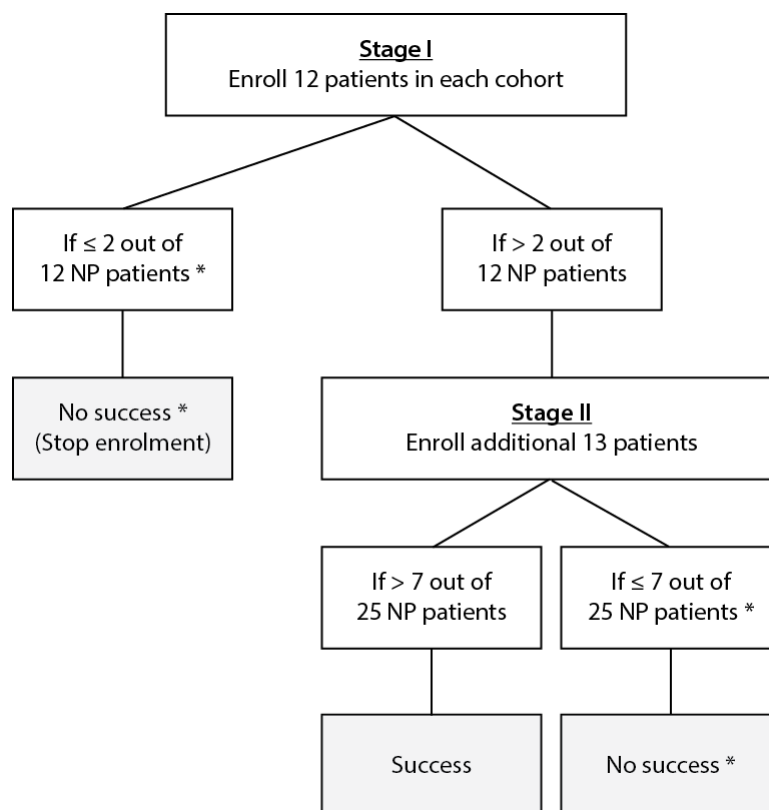 Stage I
Enroll 12 patients in each cohort
If ≤ 2 out of
12 NP patients *
If > 2 out of
12 NP patients
No success *
(Stop enrolment)
Stage II
Enroll additional 13 patients
If > 7 out of
25 NP patients
If ≤ 7 out of
25 NP patients *
Success
No success *